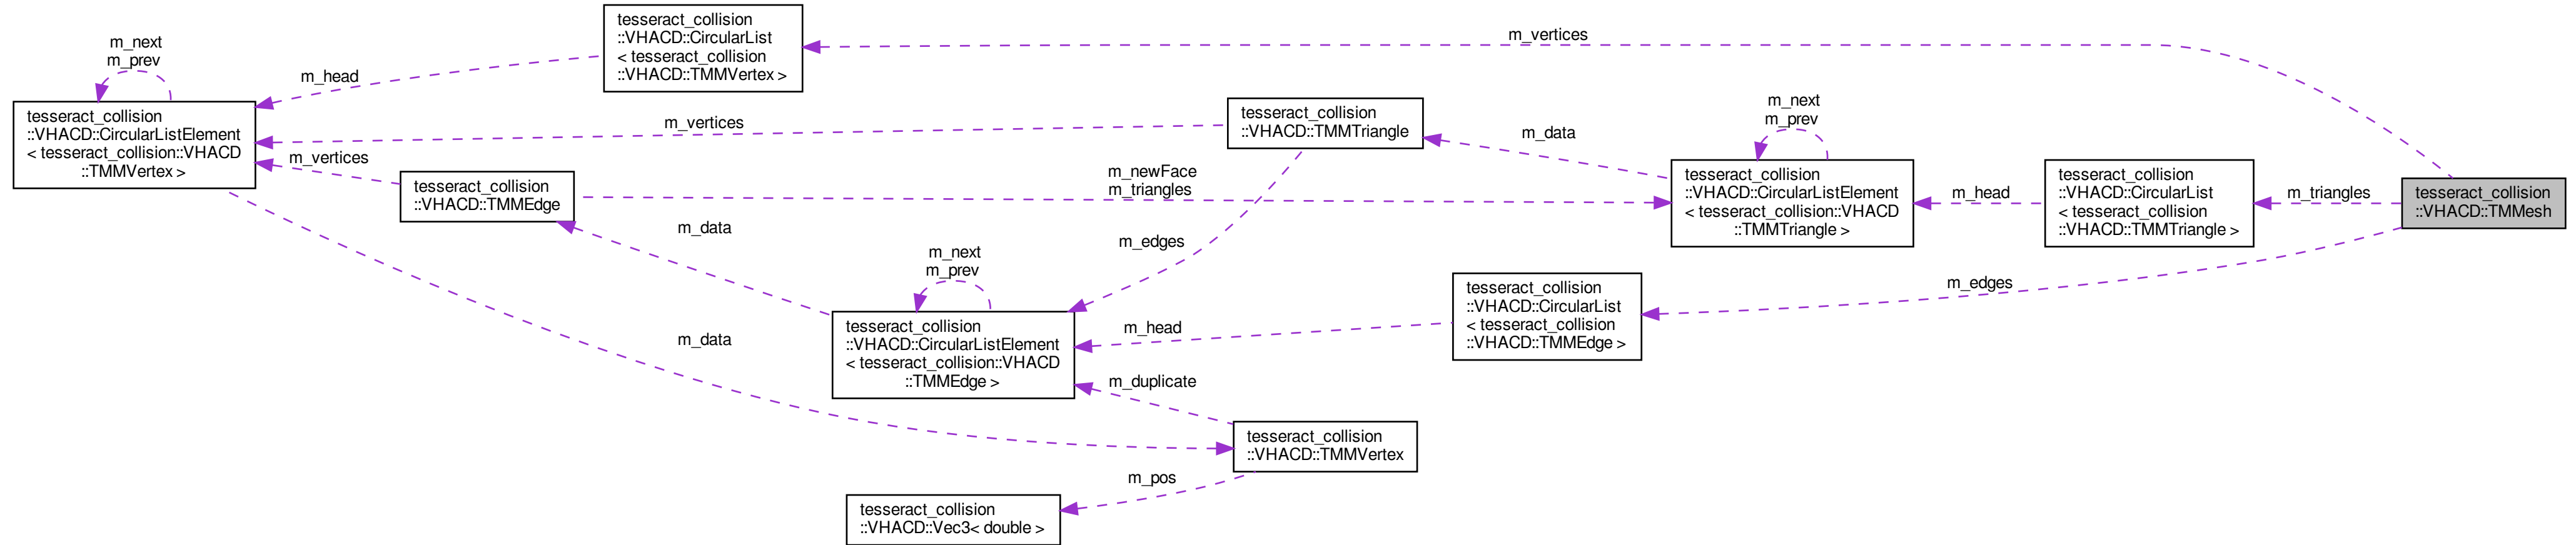 m_next
m_prev
tesseract_collision
::VHACD::CircularListElement
< tesseract_collision::VHACD
::TMMVertex >
m_head
tesseract_collision
::VHACD::CircularList
< tesseract_collision
::VHACD::TMMVertex >
m_vertices
m_vertices
m_vertices
tesseract_collision
::VHACD::TMMEdge
m_data
m_data
m_next
m_prev
tesseract_collision
::VHACD::CircularListElement
< tesseract_collision::VHACD
::TMMEdge >
tesseract_collision
::VHACD::Vec3< double >
m_newFace
m_triangles
m_edges
m_head
m_duplicate
m_pos
tesseract_collision
::VHACD::TMMTriangle
tesseract_collision
::VHACD::TMMVertex
m_data
tesseract_collision
::VHACD::CircularList
< tesseract_collision
::VHACD::TMMEdge >
m_next
m_prev
tesseract_collision
::VHACD::CircularListElement
< tesseract_collision::VHACD
::TMMTriangle >
m_head
m_edges
tesseract_collision
::VHACD::CircularList
< tesseract_collision
::VHACD::TMMTriangle >
m_triangles
tesseract_collision
::VHACD::TMMesh